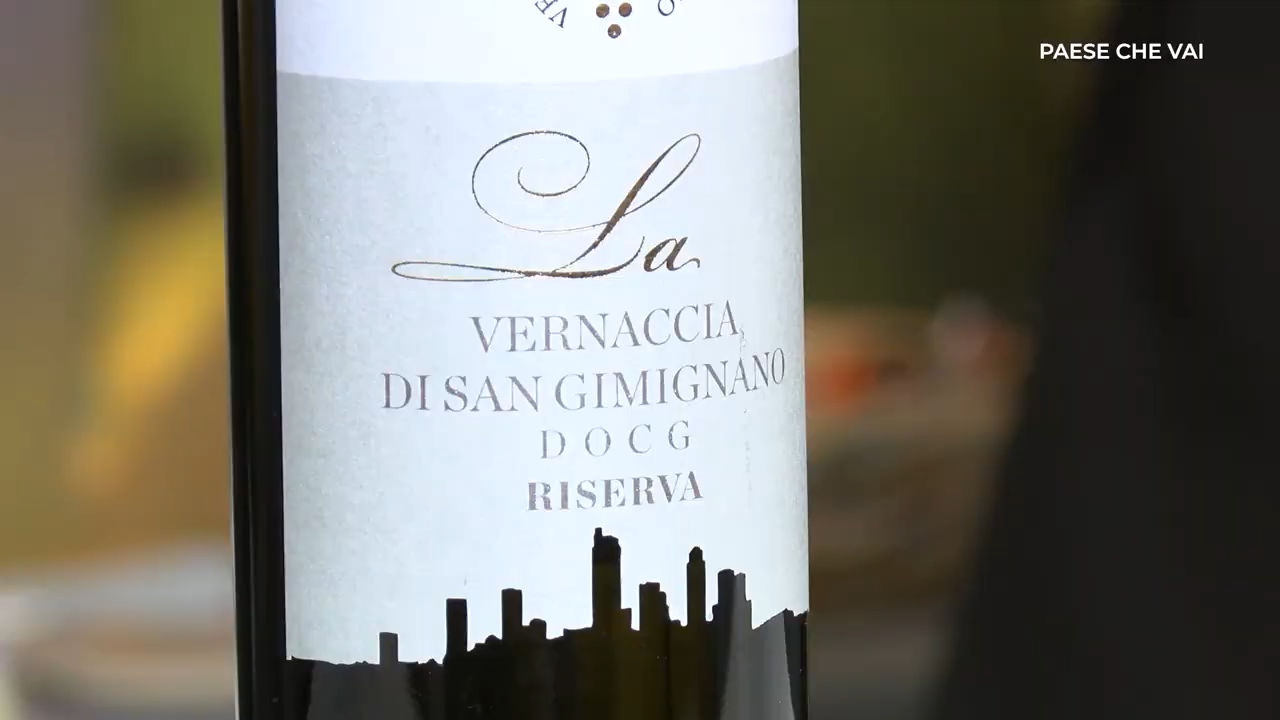 PAESE CHE VAI
La
VERNACCIA
DI SAN GIMIGNANO
DOCG
RISERVA